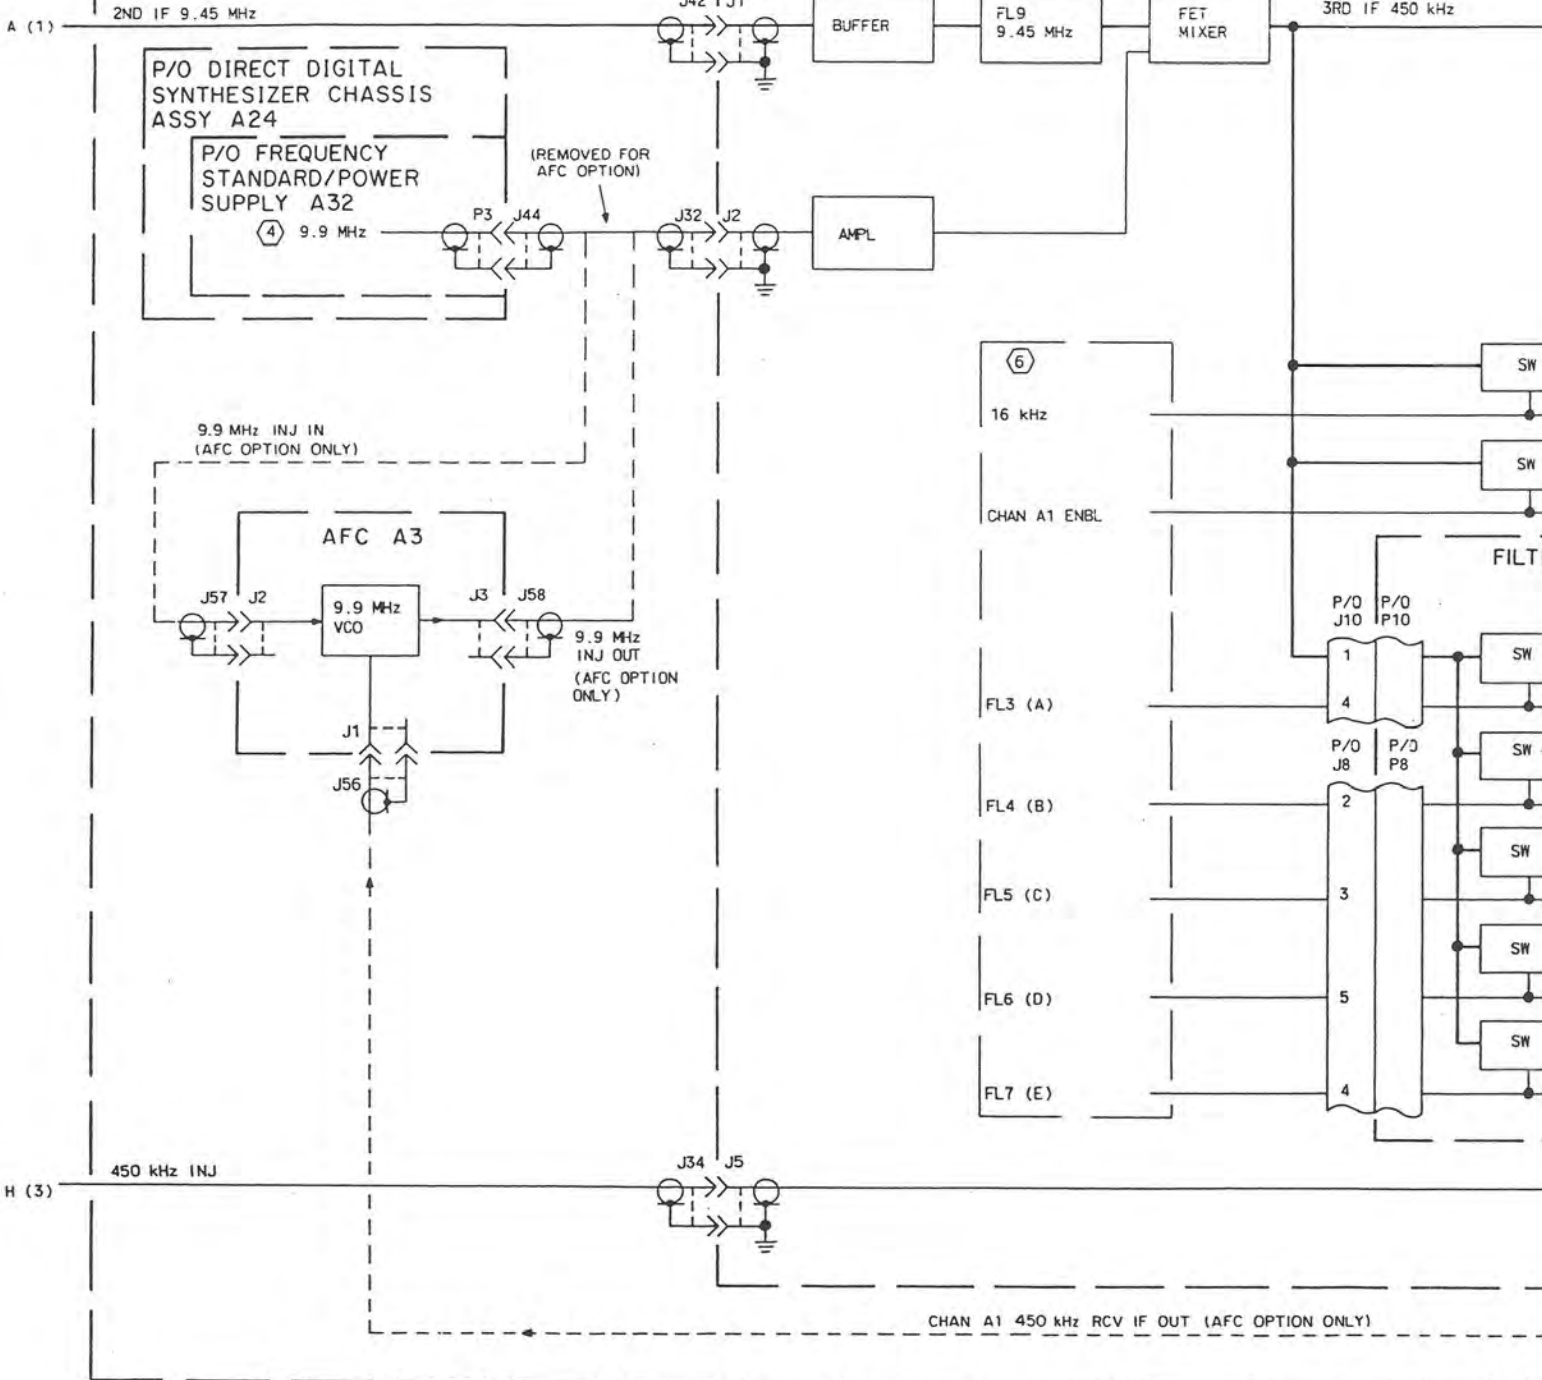 J42 J1
2ND IF 9.45 MHz
A (1)
BUFFER
FL9
9.45 MHz
FET
MIXER
3RD IF 450 kHz
P/O DIRECT DIGITAL
SYNTHESIZER CHASSIS
ASSY A24
P/O FREQUENCY
STANDARD/POWER
SUPPLY A32
4 9.9 MHz
P3 J44
(REMOVED FOR
AFC OPTION)
J32 J2
AMPL
6
16 kHz
SW
9.9 MHz INJ IN
(AFC OPTION ONLY)
SW
CHAN A1 ENBL
AFC A3
FILT
J57 J2
9.9 MHz
VCO
J3 J58
9.9 MHz
INJ OUT
(AFC OPTION
ONLY)
P/O P/O
J10 P10
1
SW
FL3 (A)
4
J1
J56
P/O P/O
J8 P8
SW
FL4 (B)
2
SW
FL5 (C)
3
SW
FL6 (D)
5
SW
FL7 (E)
4
450 kHz INJ
H (3)
J34 J5
CHAN A1 450 kHz RCV IF OUT (AFC OPTION ONLY)